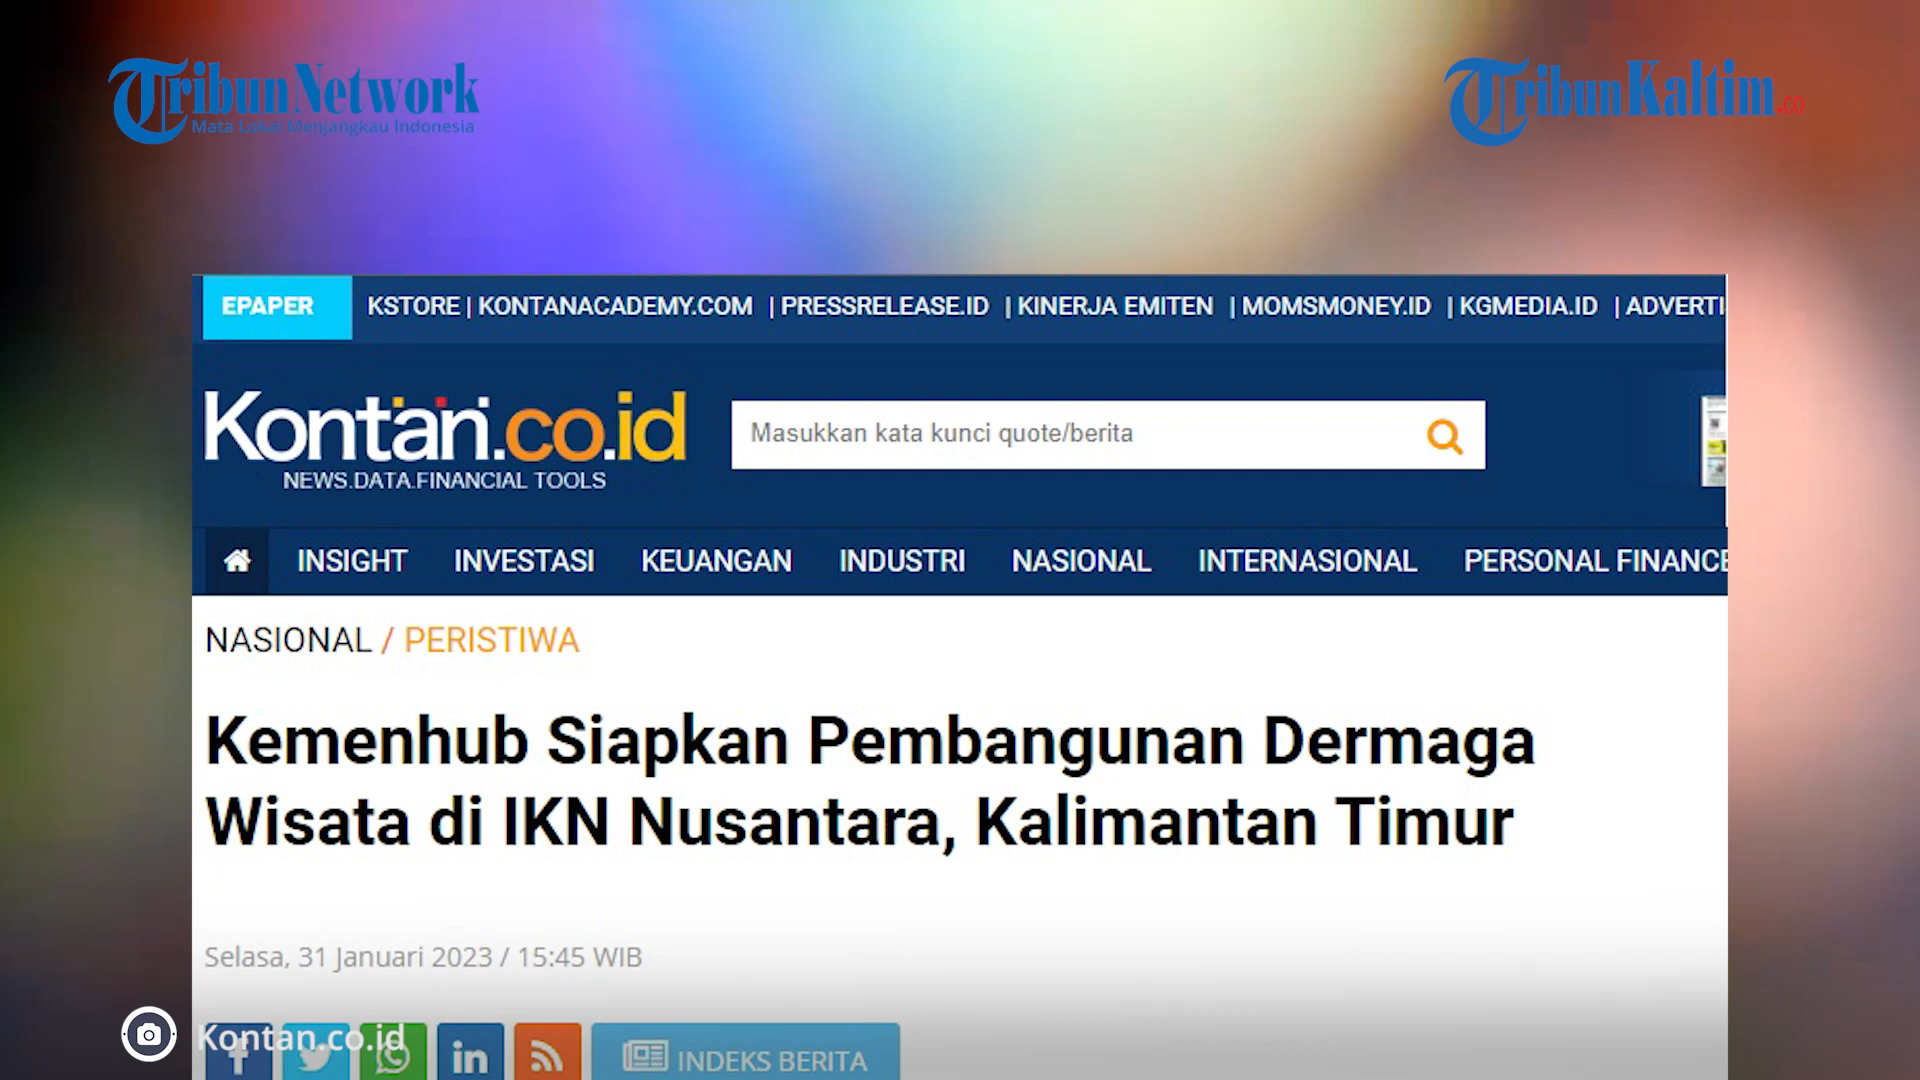 TribunNetwork
Mata Lokal Menjangkau Indonesia
TribunKaltim.co
EPAPER KSTORE | KONTANACADEMY.COM | PRESSRELEASE.ID | KINERJA EMITEN | MOMSMONEY.ID | KGMEDIA.ID | ADVERTI
Kontan.co.id
NEWS.DATA.FINANCIAL TOOLS
Masukkan kata kunci quote/berita
INSIGHT INVESTASI KEUANGAN INDUSTRI NASIONAL INTERNASIONAL PERSONAL FINANCE
NASIONAL / PERISTIWA
Kemenhub Siapkan Pembangunan Dermaga
Wisata di IKN Nusantara, Kalimantan Timur
Selasa, 31 Januari 2023 / 15:45 WIB
Kontan.co.id
INDEKS BERITA